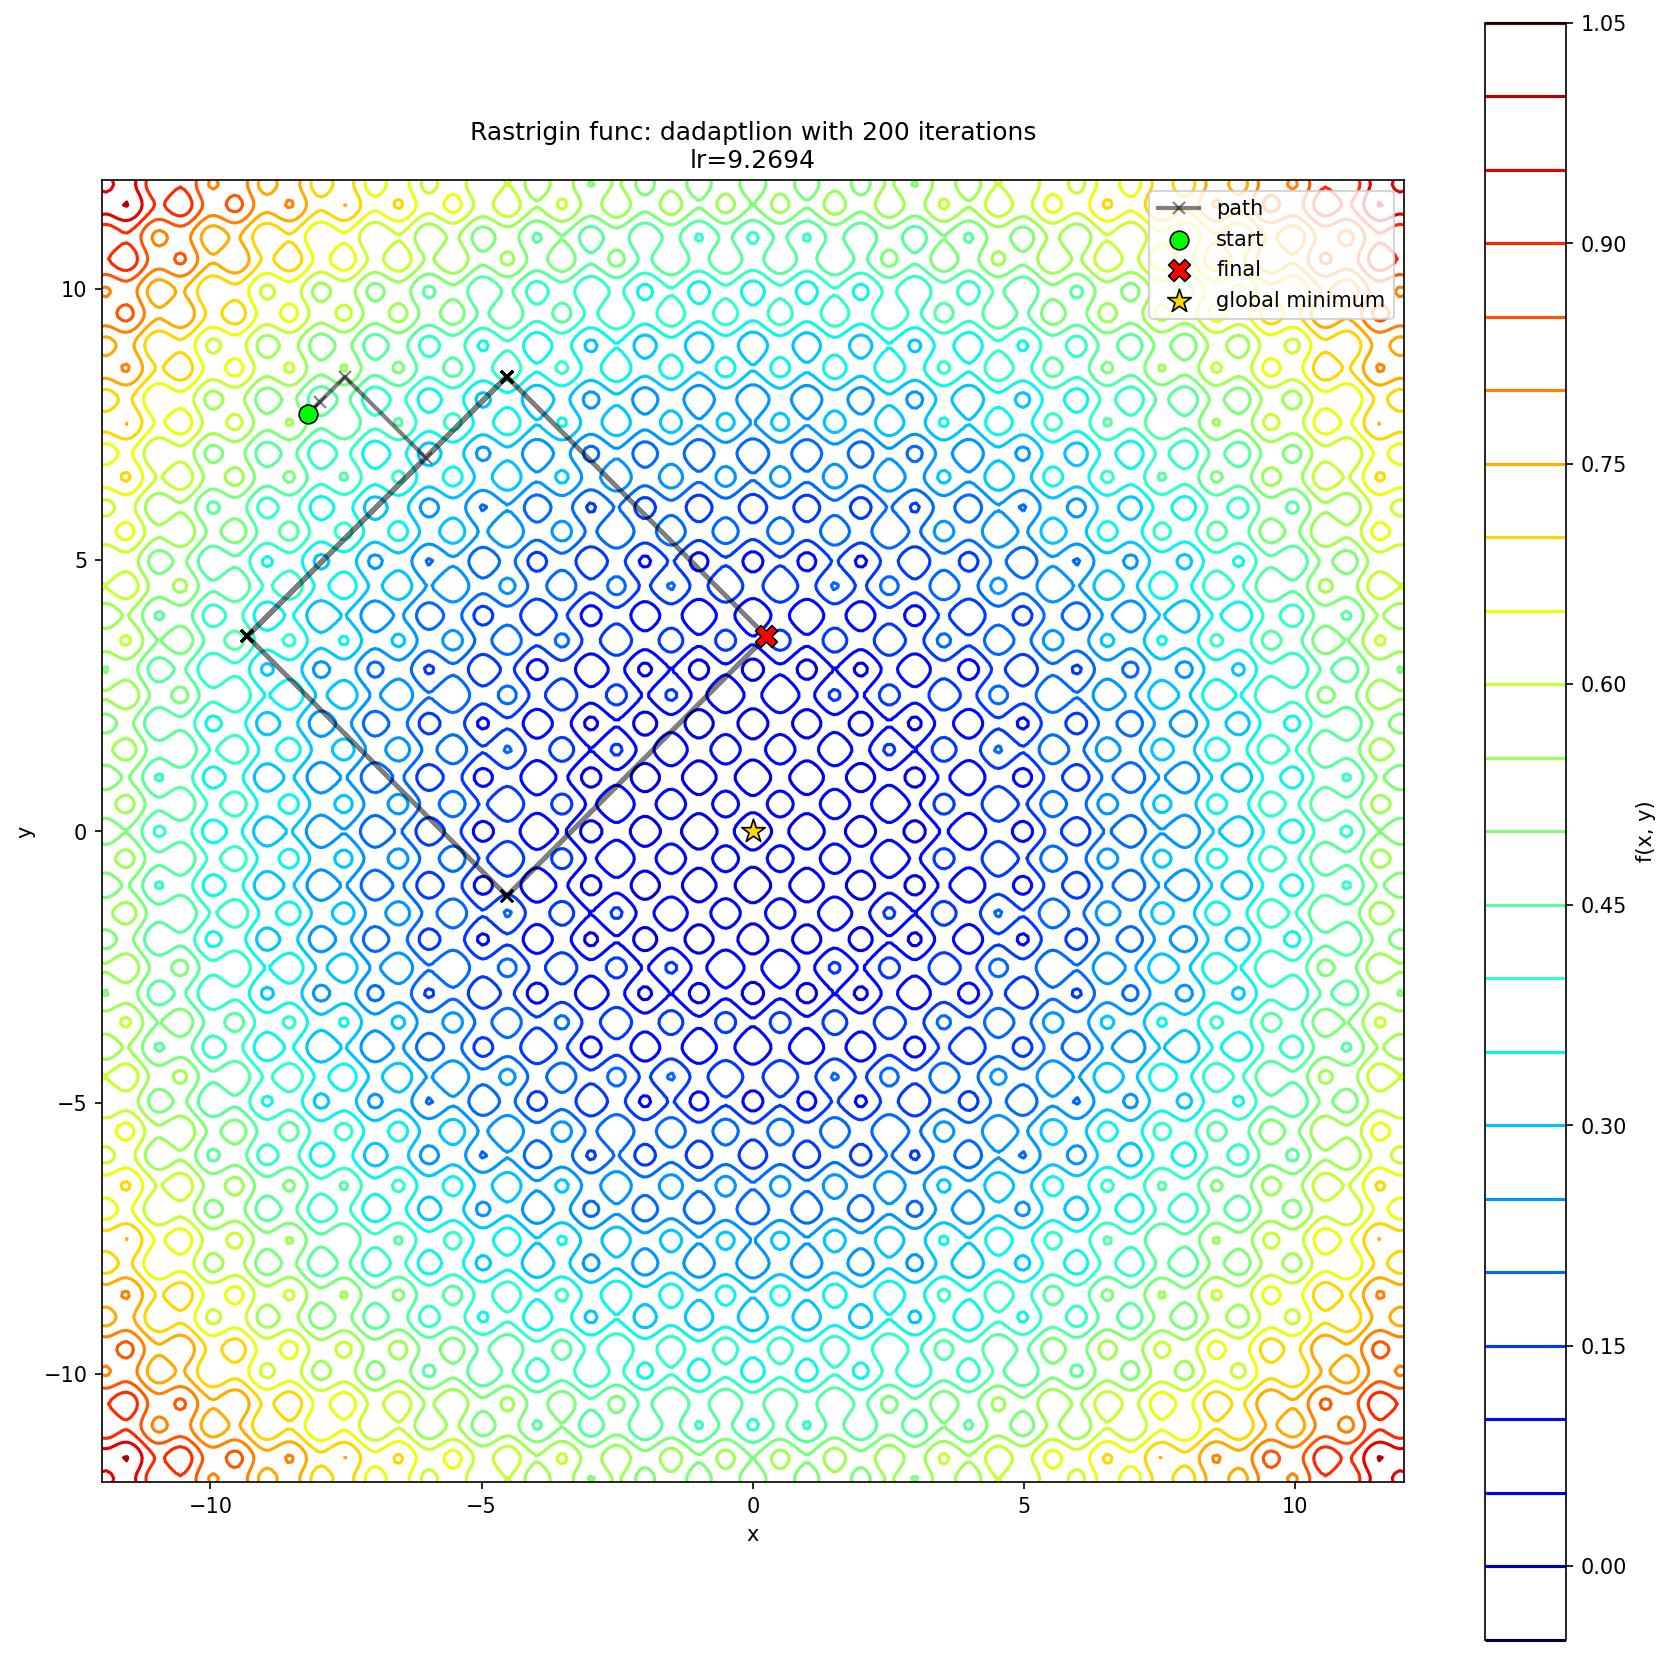 Rastrigin func: dadaptlion with 200 iterations
lr=9.2694
path
start
final
global minimum
10
5
0
−5
−10
y
−10
−5
0
5
10
x
1.05
0.90
0.75
0.60
0.45
0.30
0.15
0.00
f(x, y)